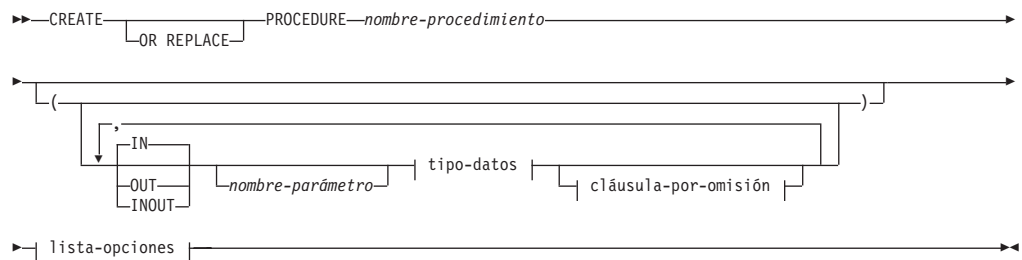 CREATE OR REPLACE PROCEDURE nombre-procedimiento
( )
,
IN
OUT
INOUT
nombre-parámetro
tipo-datos
cláusula-por-omisión
lista-opciones